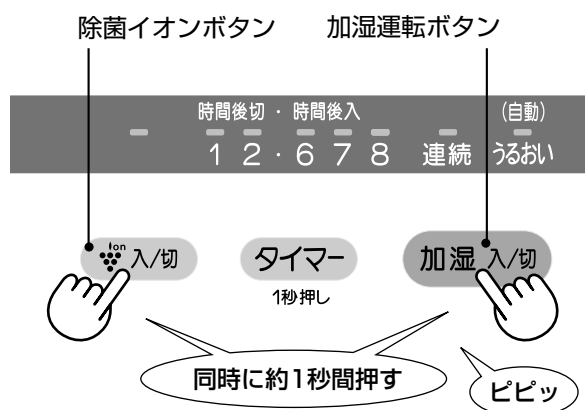 除菌イオンボタン 加湿運転ボタン
時間後切・時間後入 (自動)
1 2・6 7 8 連続 うるおい
ion 入/切 タイマー 加湿 入/切
1秒押し
同時に約1秒間押す
ピピッ